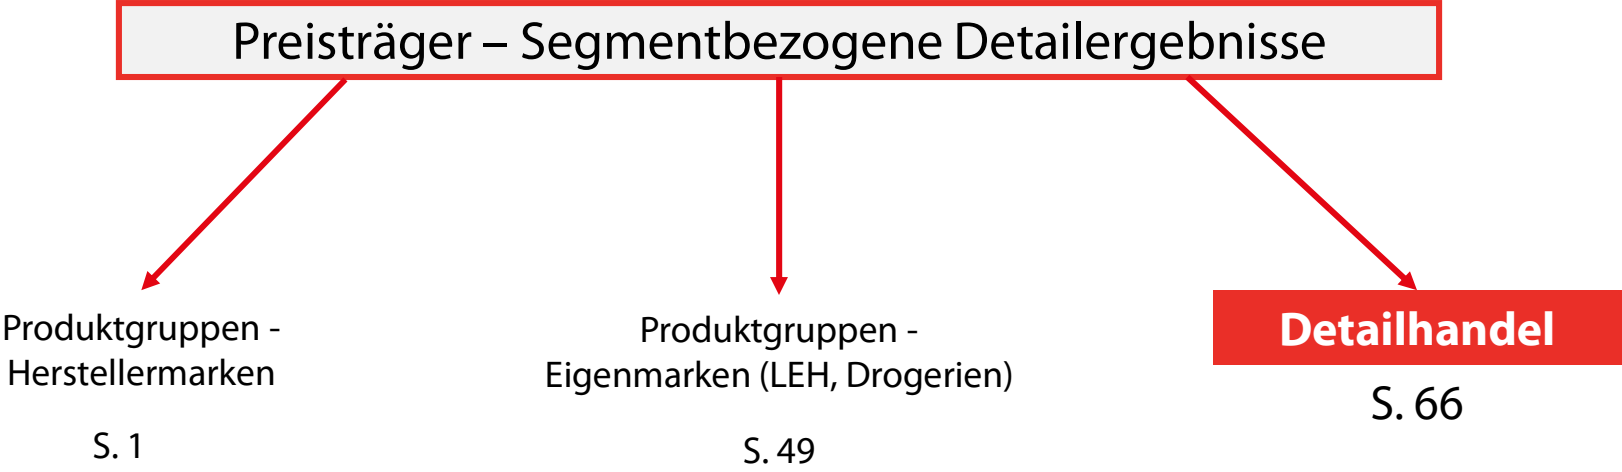 Preisträger – Segmentbezogene Detailergebnisse
Produktgruppen -
Herstellermarken
S. 1
Produktgruppen -
Eigenmarken (LEH, Drogerien)
S. 49
Detailhandel
S. 66